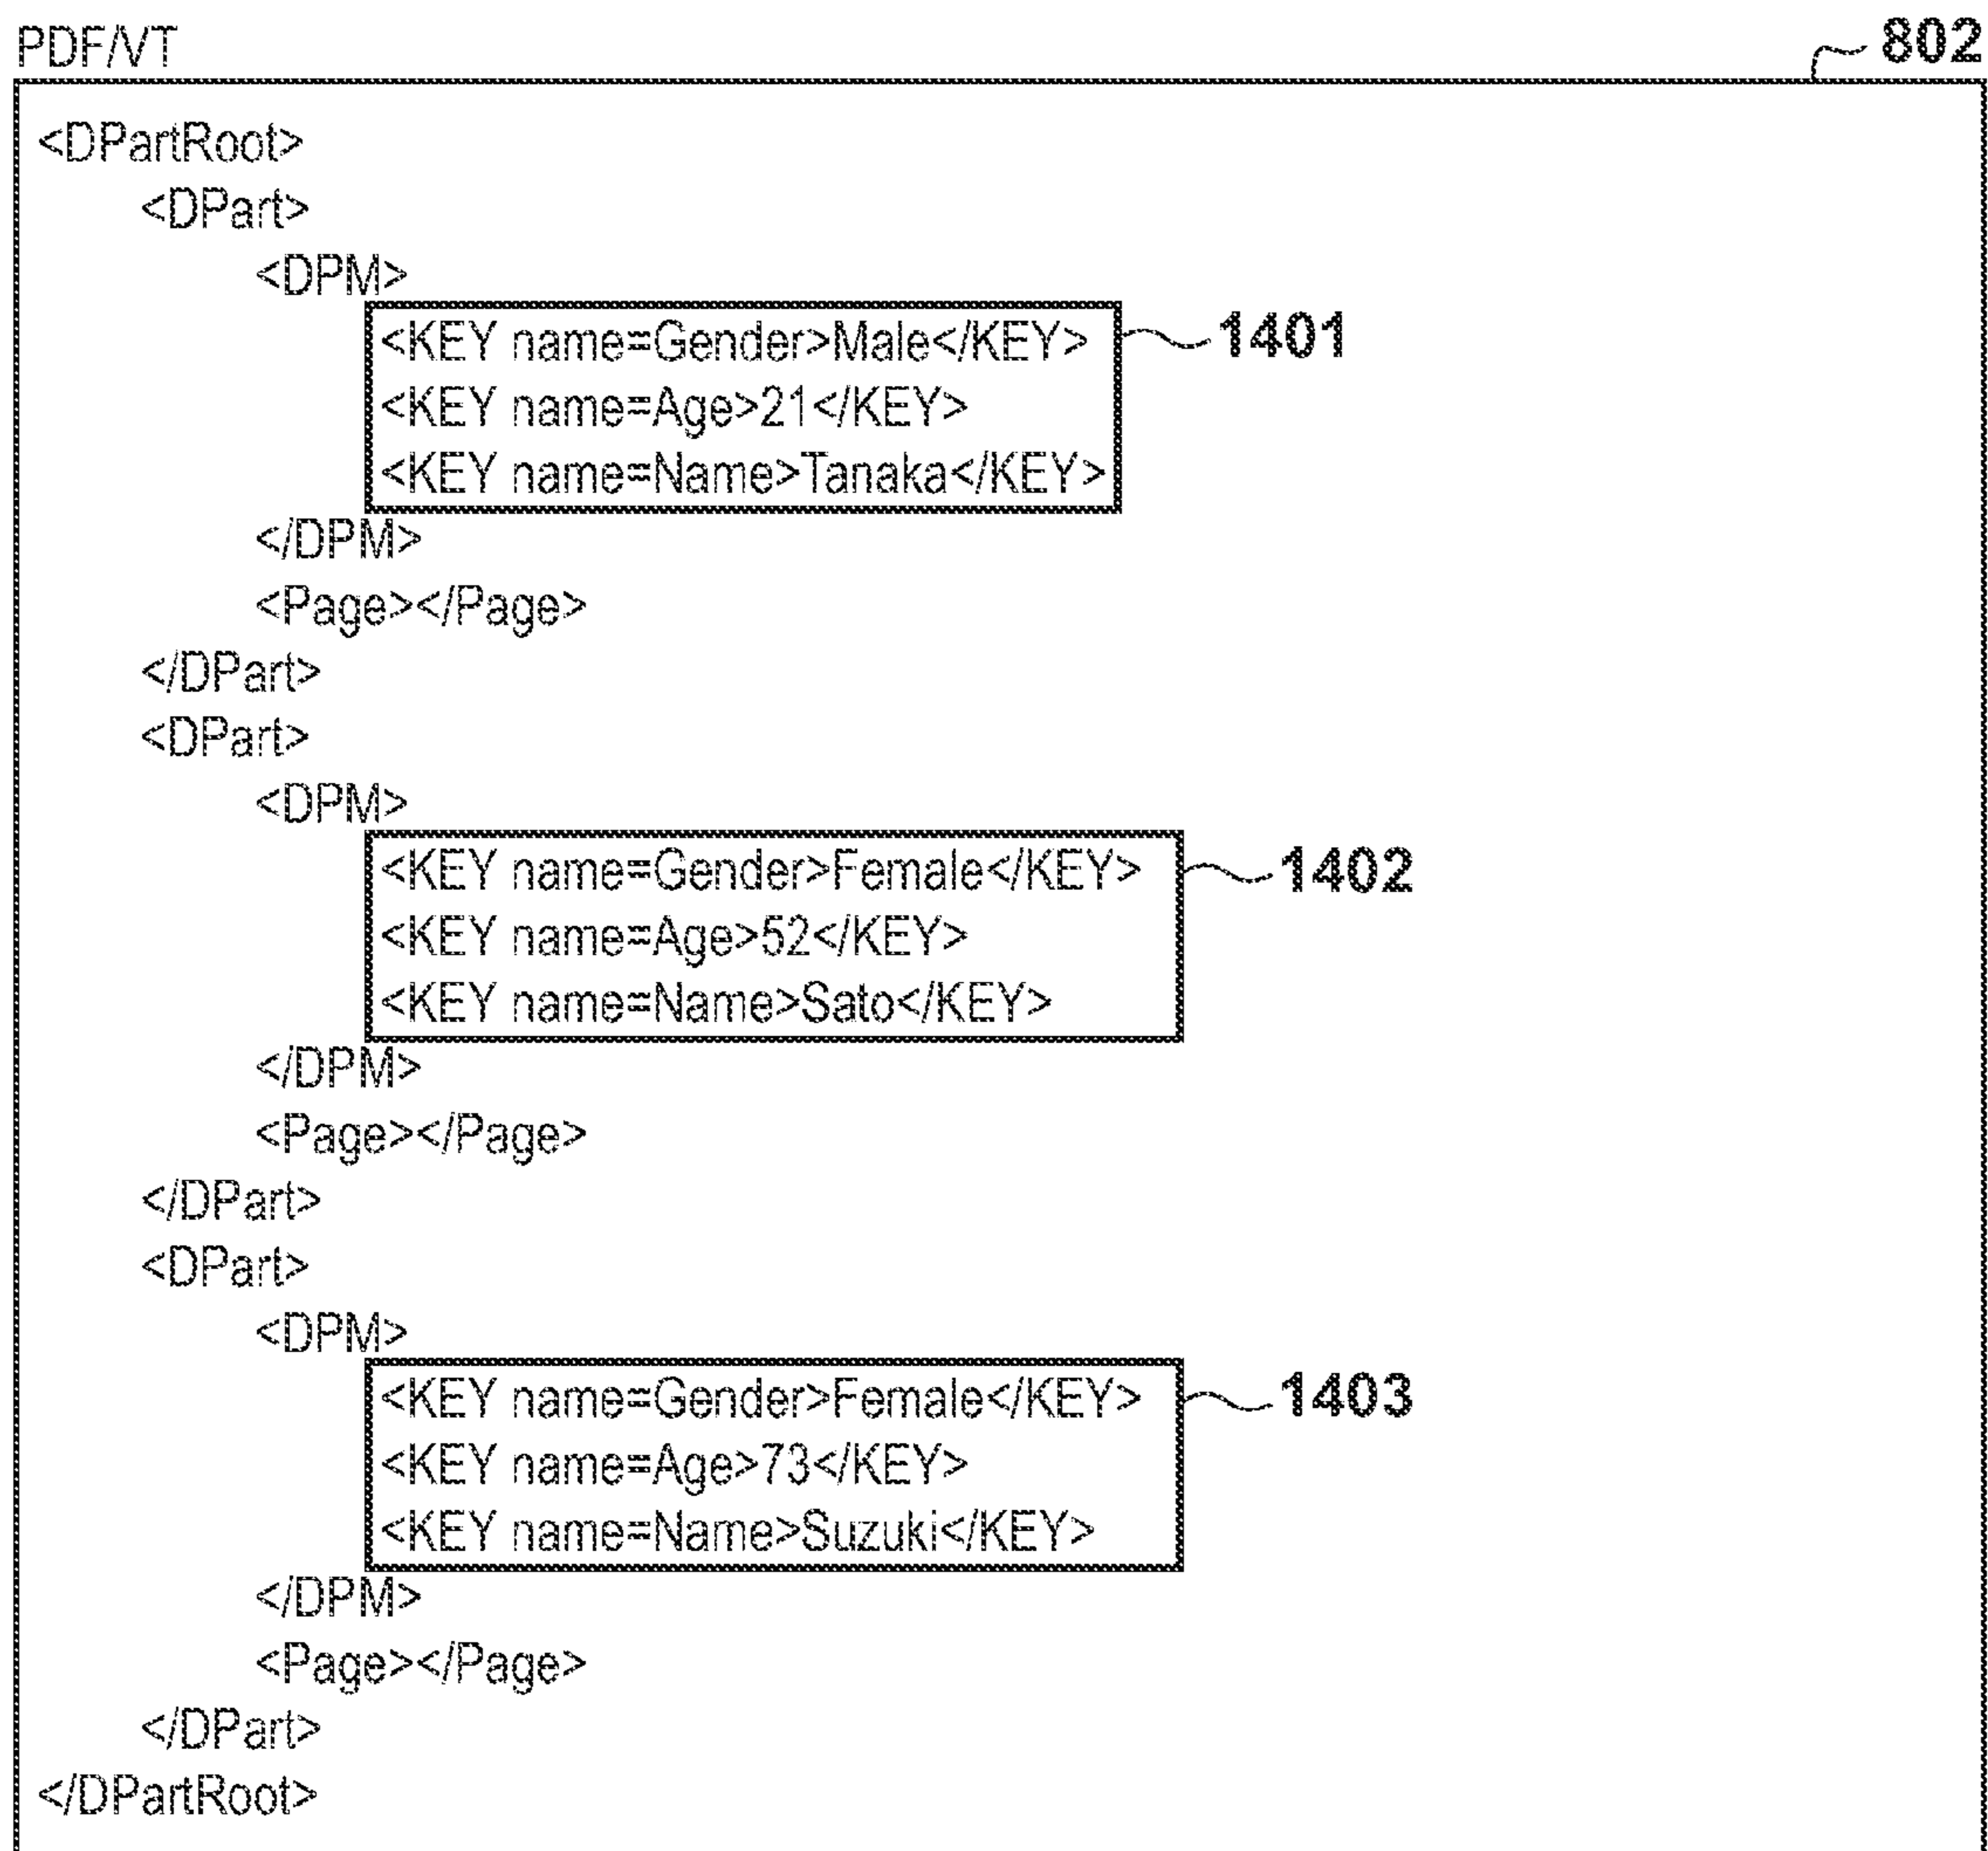 PDF/VT
802
<DPartRoot>
<DPart>
<DPM>
<KEY name=Gender>Male</KEY>
1401
<KEY name=Age>21</KEY>
<KEY name=Name>Tanaka</KEY>
</DPM>
<Page></Page>
</DPart>
<DPart>
<DPM>
<KEY name=Gender>Female</KEY>
1402
<KEY name=Age>52</KEY>
<KEY name=Name>Sato</KEY>
</DPM>
<Page></Page>
</DPart>
<DPart>
<DPM>
<KEY name=Gender>Female</KEY>
1403
<KEY name=Age>73</KEY>
<KEY name=Name>Suzuki</KEY>
</DPM>
<Page></Page>
</DPart>
</DPartRoot>